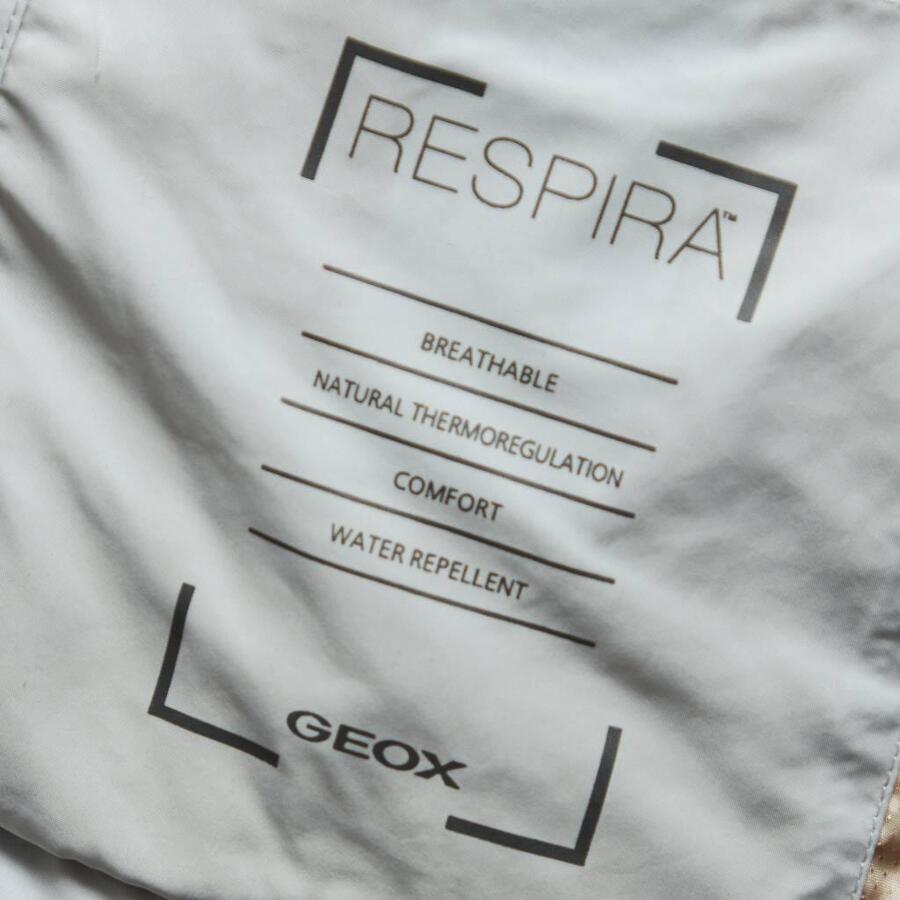 RESPIRA™
BREATHABLE
NATURAL THERMOREGULATION
COMFORT
WATER REPELLENT
GEOX